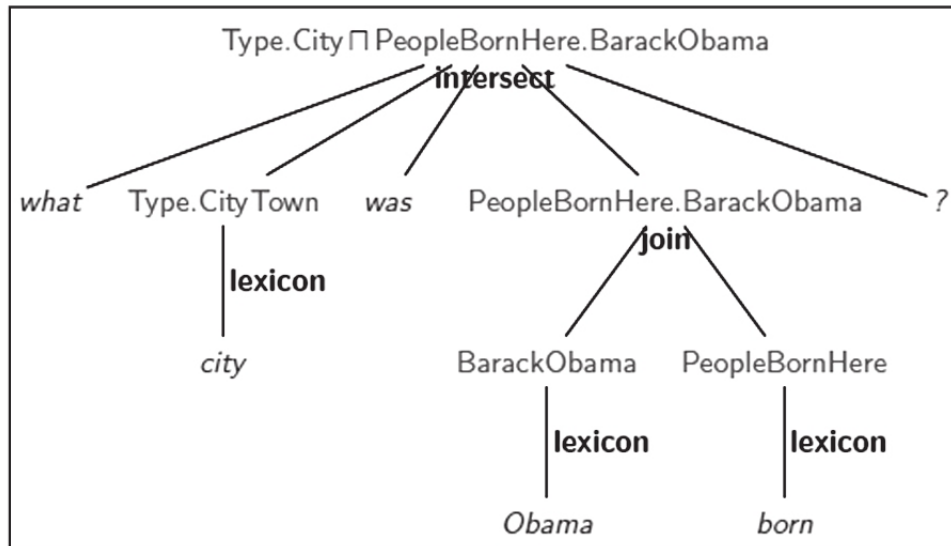 Type.City ⊓ PeopleBornHere.BarackObama
intersect
what Type.CityTown was PeopleBornHere.BarackObama ?
join
lexicon
city BarackObama PeopleBornHere
lexicon lexicon
Obama born